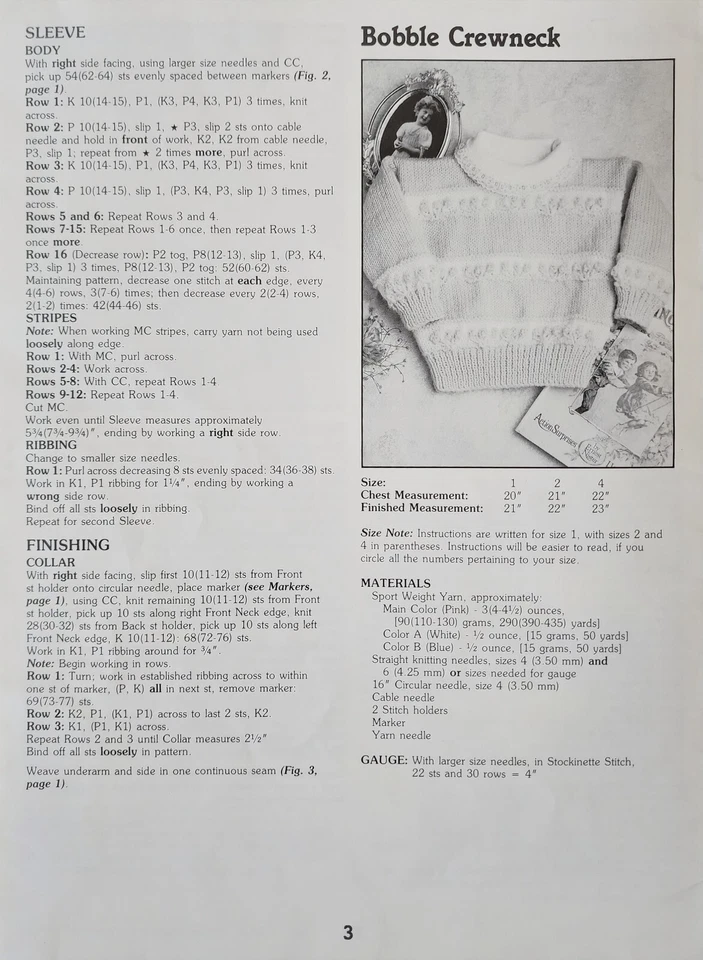 SLEEVE
BODY
With right side facing, using larger size needles and CC,
pick up 54(62-64) sts evenly spaced between markers (Fig. 2,
page 1).
Row 1: K 10(14-15), P1, (K3, P4, K3, P1) 3 times, knit
across.
Row 2: P 10(14-15), slip 1, ★ P3, slip 2 sts onto cable
needle and hold in front of work, K2, K2 from cable needle,
P3, slip 1; repeat from ★ 2 times more, purl across.
Row 3: K 10(14-15), P1, (K3, P4, K3, P1) 3 times, knit
across.
Row 4: P 10(14-15), slip 1, (P3, K4, P3, slip 1) 3 times, purl
across.
Rows 5 and 6: Repeat Rows 3 and 4.
Rows 7-15: Repeat Rows 1-6 once, then repeat Rows 1-3
once more.
Row 16 (Decrease row): P2 tog, P8(12-13), slip 1, (P3, K4,
P3, slip 1) 3 times, P8(12-13), P2 tog: 52(60-62) sts.
Maintaining pattern, decrease one stitch at each edge, every
4(4-6) rows, 3(7-6) times; then decrease every 2(2-4) rows,
2(1-2) times: 42(44-46) sts.
STRIPES
Note: When working MC stripes, carry yarn not being used
loosely along edge.
Row 1: With MC, purl across.
Rows 2-4: Work across.
Rows 5-8: With CC, repeat Rows 1-4.
Rows 9-12: Repeat Rows 1-4.
Cut MC.
Work even until Sleeve measures approximately
5¾(7¾-9¾)", ending by working a right side row.
RIBBING
Change to smaller size needles.
Row 1: Purl across decreasing 8 sts evenly spaced: 34(36-38) sts.
Work in K1, P1 ribbing for 1¼", ending by working a
wrong side row.
Bind off all sts loosely in ribbing.
Repeat for second Sleeve.
FINISHING
COLLAR
With right side facing, slip first 10(11-12) sts from Front
st holder onto circular needle, place marker (see Markers,
page 1), using CC, knit remaining 10(11-12) sts from Front
st holder, pick up 10 sts along right Front Neck edge, knit
28(30-32) sts from Back st holder, pick up 10 sts along left
Front Neck edge, K 10(11-12): 68(72-76) sts.
Work in K1, P1 ribbing around for ¾".
Note: Begin working in rows.
Row 1: Turn; work in established ribbing across to within
one st of marker, (P, K) all in next st, remove marker:
69(73-77) sts.
Row 2: K2, P1, (K1, P1) across to last 2 sts, K2.
Row 3: K1, (P1, K1) across.
Repeat Rows 2 and 3 until Collar measures 2½"
Bind off all sts loosely in pattern.
Weave underarm and side in one continuous seam (Fig. 3,
page 1).
Bobble Crewneck
Action Surprises
Size: 1 2 4
Chest Measurement: 20" 21" 22"
Finished Measurement: 21" 22" 23"
Size Note: Instructions are written for size 1, with sizes 2 and
4 in parentheses. Instructions will be easier to read, if you
circle all the numbers pertaining to your size.
MATERIALS
Sport Weight Yarn, approximately:
Main Color (Pink) - 3(4-4½) ounces,
[90(110-130) grams, 290(390-435) yards]
Color A (White) - ½ ounce, [15 grams, 50 yards]
Color B (Blue) - ½ ounce, [15 grams, 50 yards]
Straight knitting needles, sizes 4 (3.50 mm) and
6 (4.25 mm) or sizes needed for gauge
16" Circular needle, size 4 (3.50 mm)
Cable needle
2 Stitch holders
Marker
Yarn needle
GAUGE: With larger size needles, in Stockinette Stitch,
22 sts and 30 rows = 4"
3